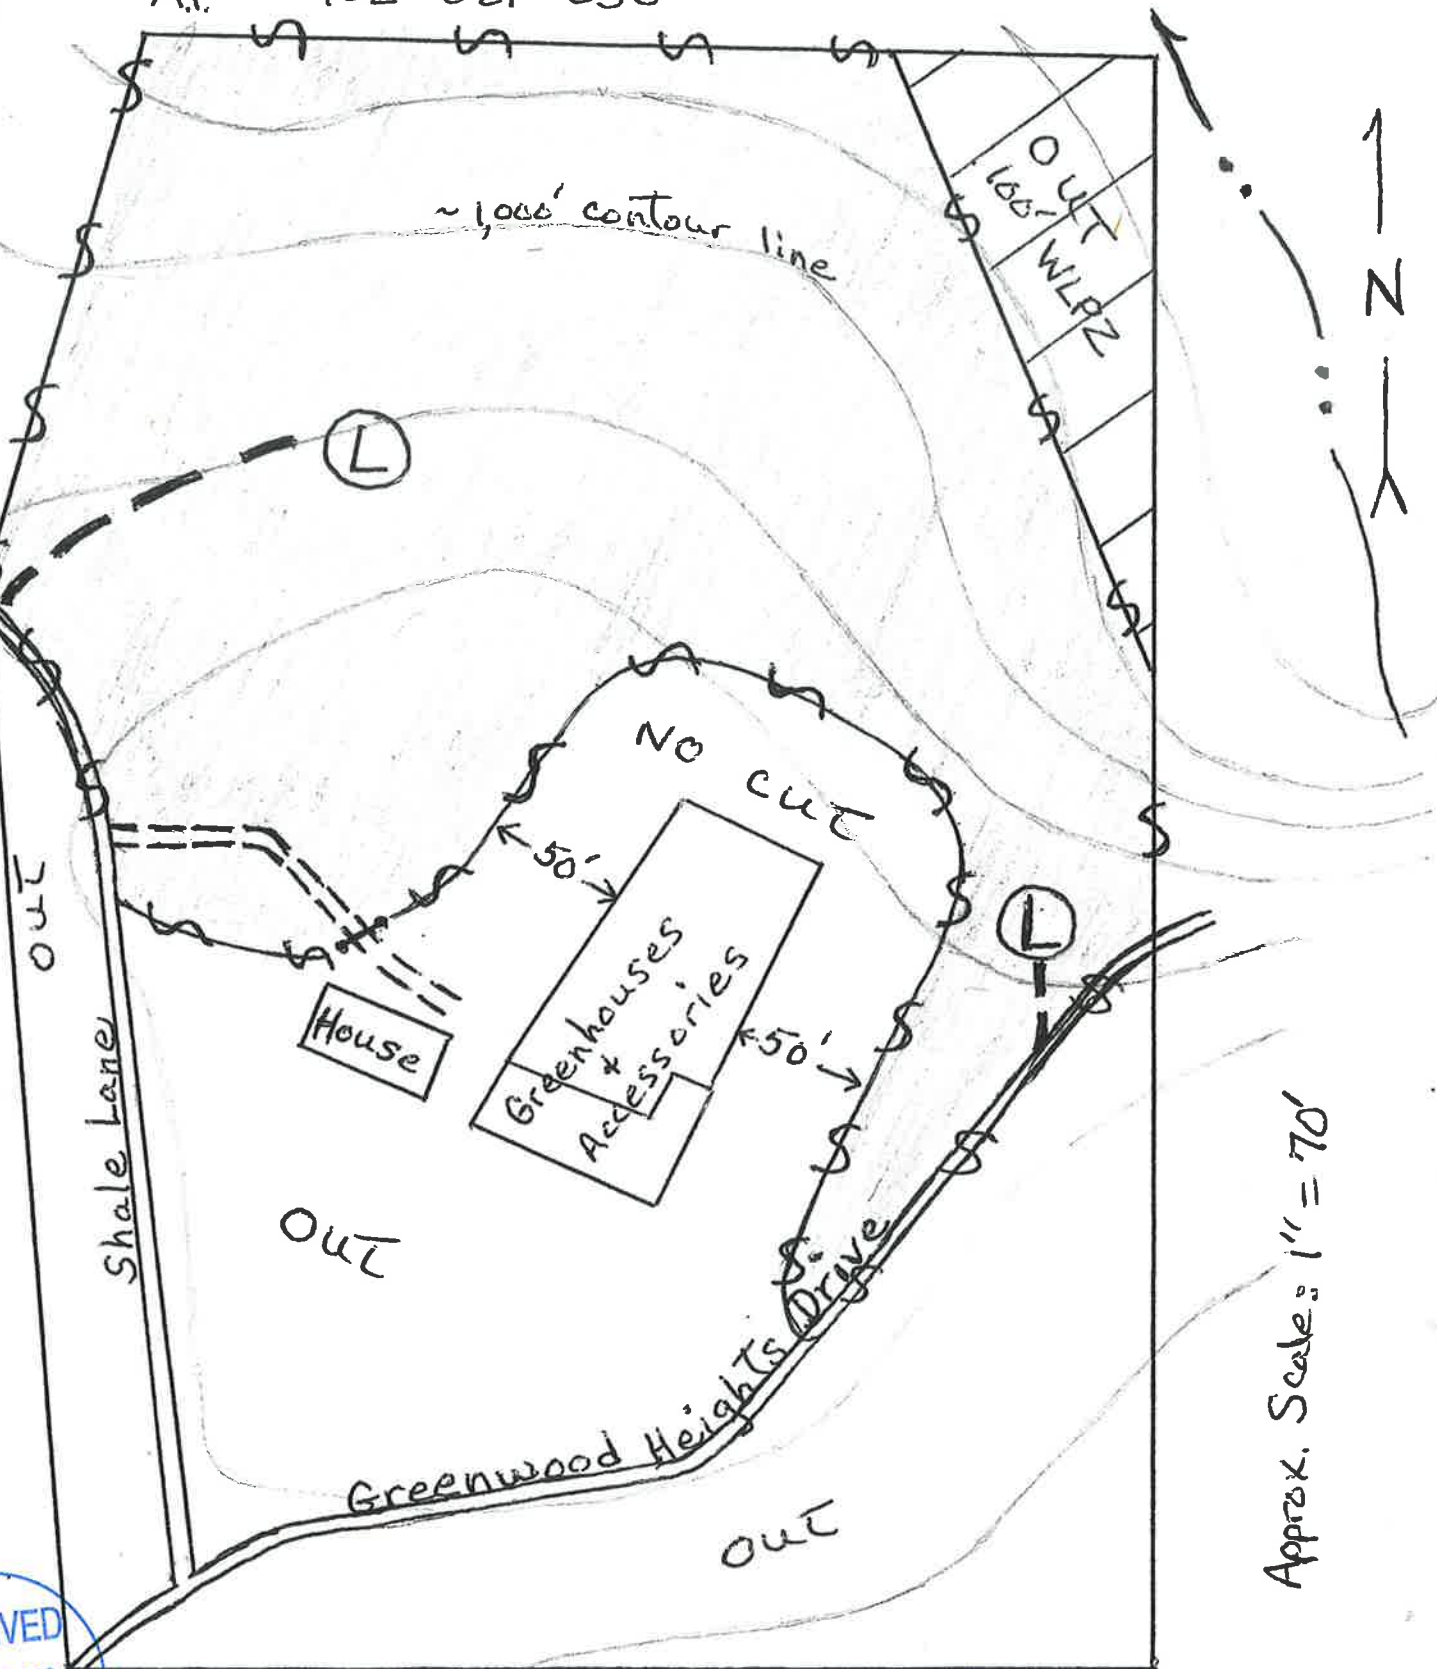 ~ 1,000' contour line
OUT
100'
WLPZ
N
L
NO CUT
50'
OUT
L
Greenhouses
+
Accessories
House
50'
Shale Lane
OUT
Greenwood Heights Drive
OUT
Approx. Scale: 1" = 70'
VED